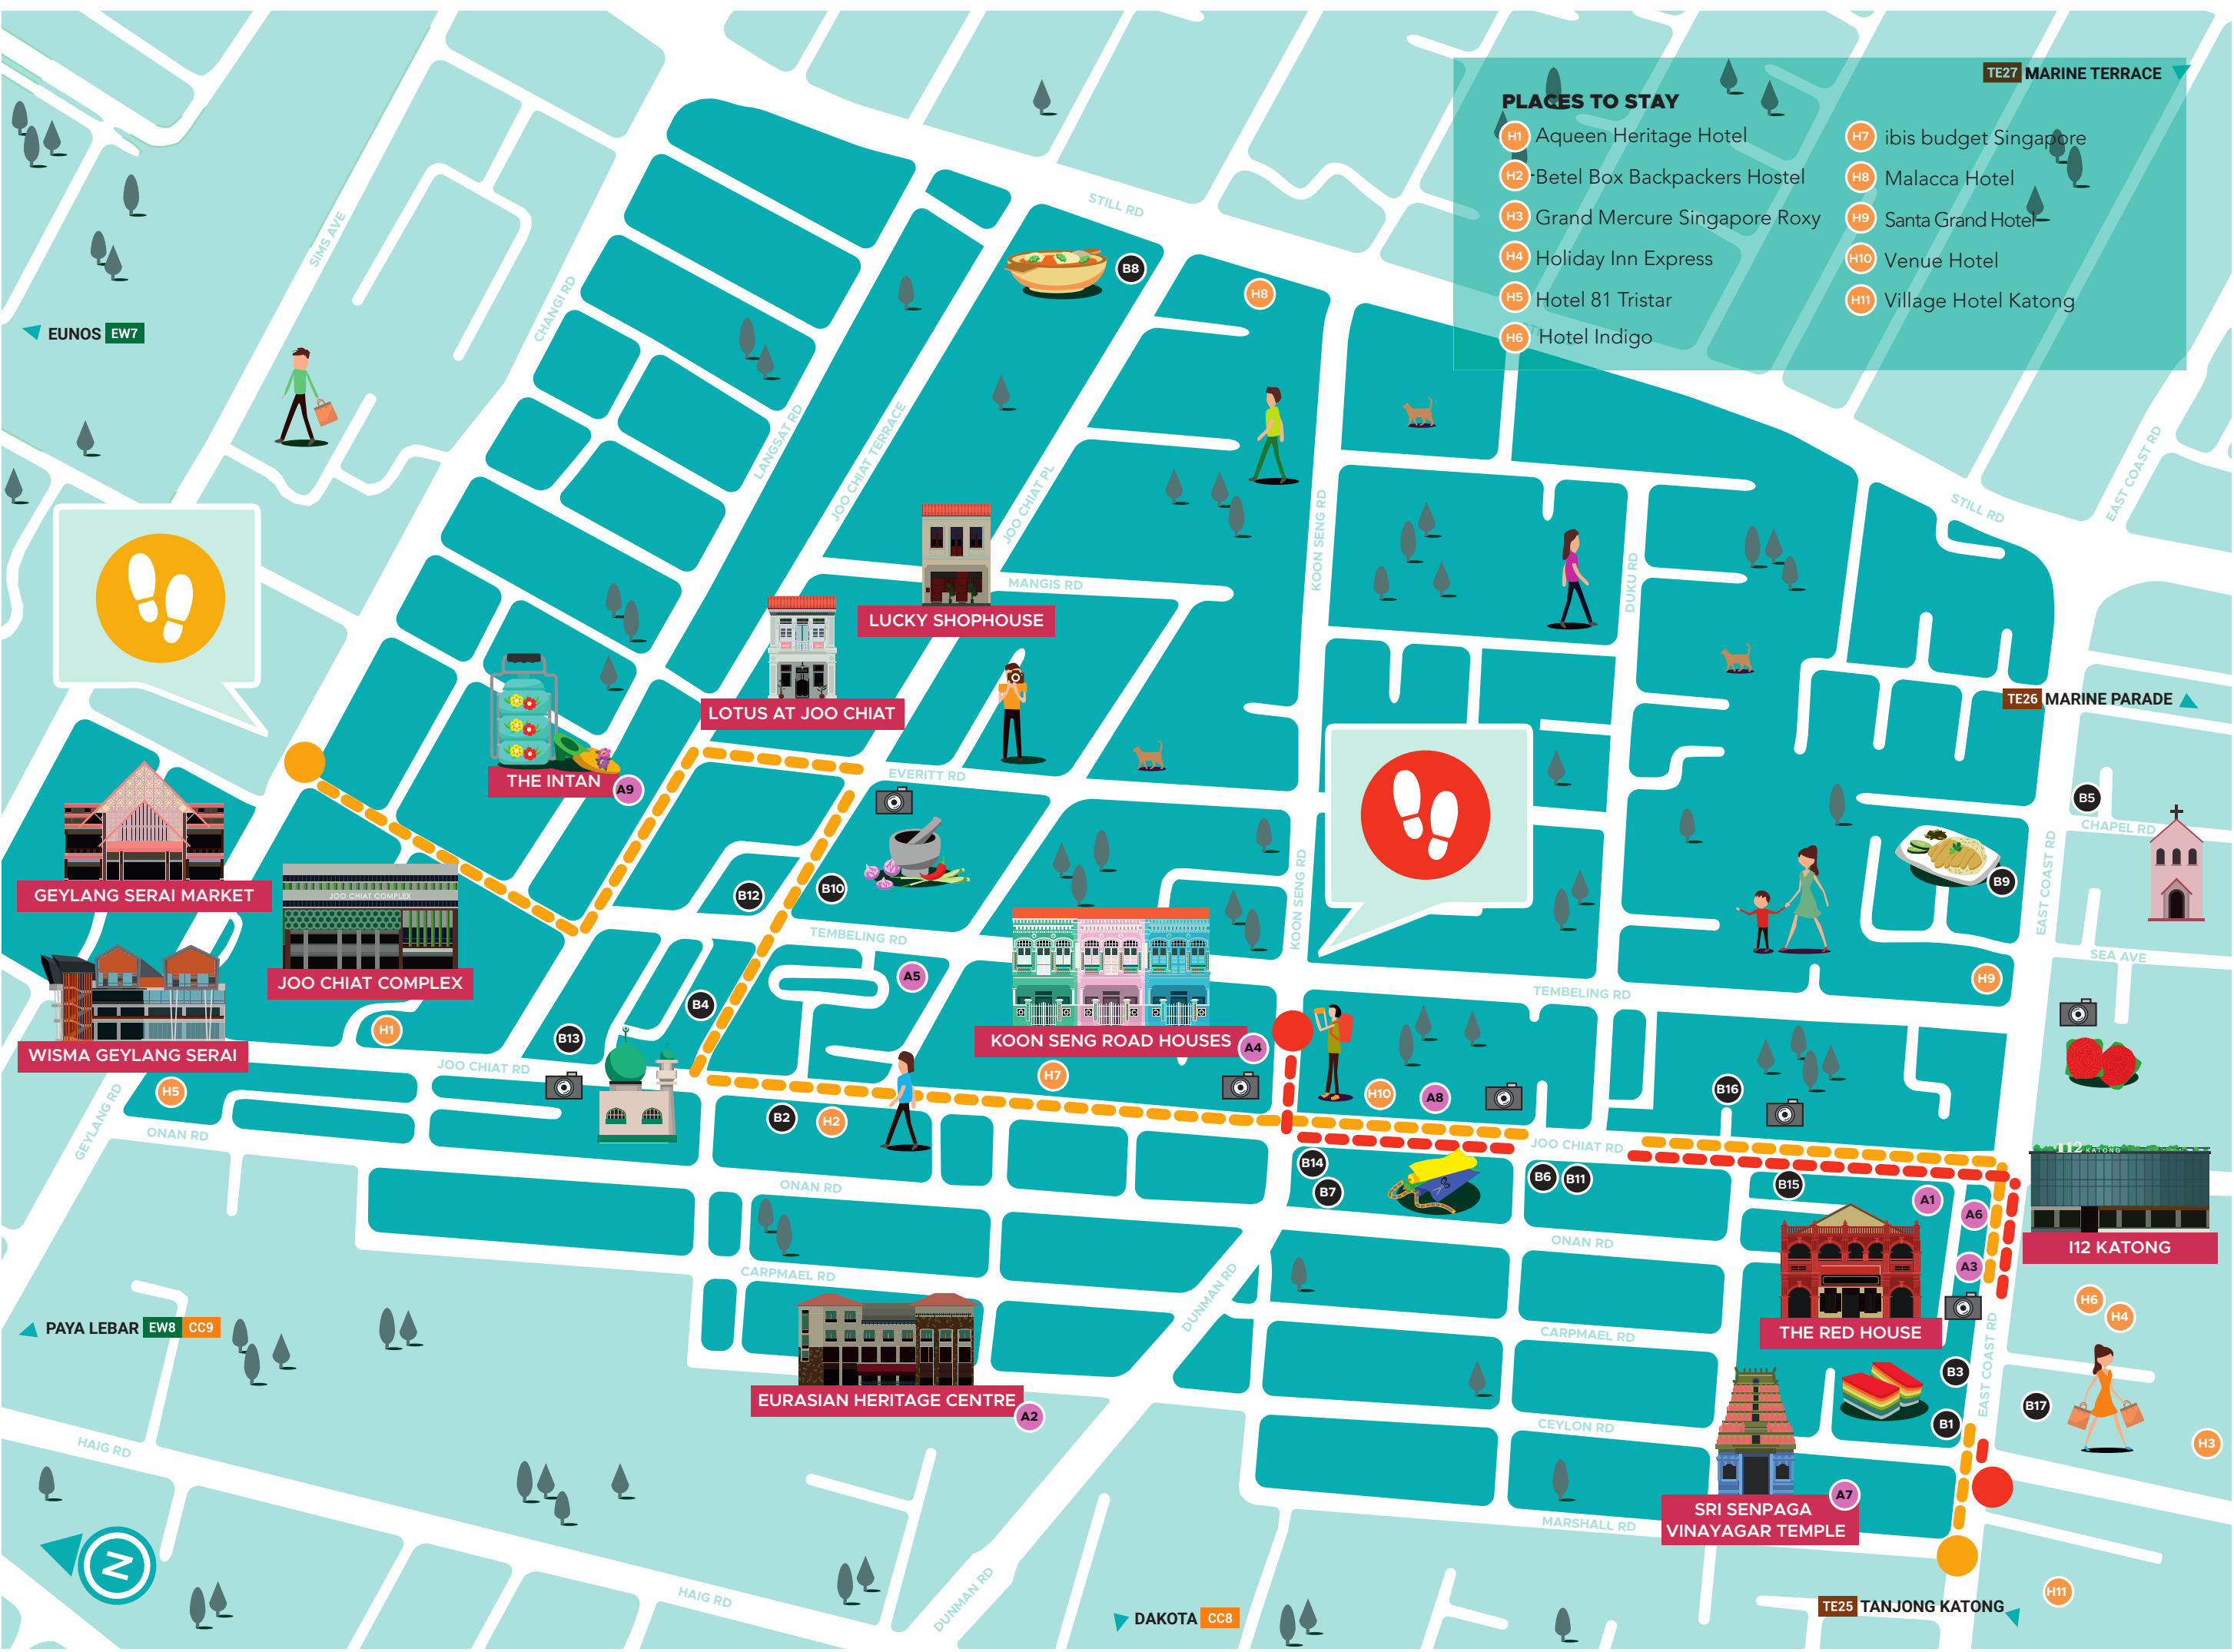 TE27 MARINE TERRACE
PLACES TO STAY
H1 Aqueen Heritage Hotel
H2 Betel Box Backpackers Hostel
H3 Grand Mercure Singapore Roxy
H4 Holiday Inn Express
H5 Hotel 81 Tristar
H6 Hotel Indigo
H7 ibis budget Singapore
H8 Malacca Hotel
H9 Santa Grand Hotel
H10 Venue Hotel
H11 Village Hotel Katong
STILL RD
SIMS AVE
B8
H8
CHANGI RD
EUNOS EW7
LANGSAT RD
JOO CHIAT TERRACE
JOO CHIAT PL
EAST COAST RD
STILL RD
KOON SENG RD
DUKU RD
MANGIS RD
LUCKY SHOPHOUSE
LOTUS AT JOO CHIAT
TE26 MARINE PARADE
EVERITT RD
THE INTAN
A9
B5
CHAPEL RD
GEYLANG SERAI MARKET
JOO CHIAT COMPLEX
JOO CHIAT COMPLEX
B12
B10
B9
KOON SENG RD
EAST COAST RD
TEMBELING RD
SEA AVE
A5
H9
TEMBELING RD
B4
H1
B13
WISMA GEYLANG SERAI
KOON SENG ROAD HOUSES
A4
JOO CHIAT RD
H7
H5
H10
A8
B16
GEYLANG RD
ONAN RD
B2
H2
JOO CHIAT RD
I12 KATONG
B14
B7
B6
B11
B15
ONAN RD
A1
A6
ONAN RD
I12 KATONG
CARPMAEL RD
A3
DUNMAN RD
H6
H4
PAYA LEBAR EW8 CC9
CARPMAEL RD
THE RED HOUSE
EAST COAST RD
EURASIAN HERITAGE CENTRE
A2
B3
B17
B1
CEYLON RD
HAIG RD
H3
A7
SRI SENPAGA
VINAYAGAR TEMPLE
MARSHALL RD
N
HAIG RD
DUNMAN RD
H11
DAKOTA CC8
TE25 TANJONG KATONG